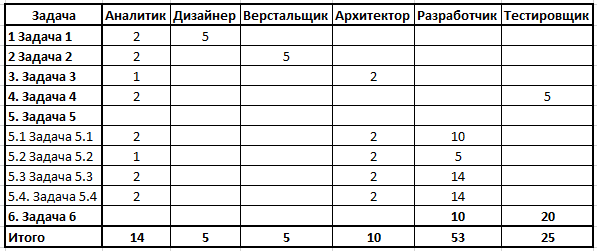 Задача Аналитик Дизайнер Верстальщик Архитектор Разработчик Тестировщик
1 Задача 1 2 5
2 Задача 2 2 5
3. Задача 3 1 2
4. Задача 4 2 5
5. Задача 5
5.1 Задача 5.1 2 2 10
5.2 Задача 5.2 1 2 5
5.3 Задача 5.3 2 2 14
5.4. Задача 5.4 2 2 14
6. Задача 6 10 20
Итого 14 5 5 10 53 25